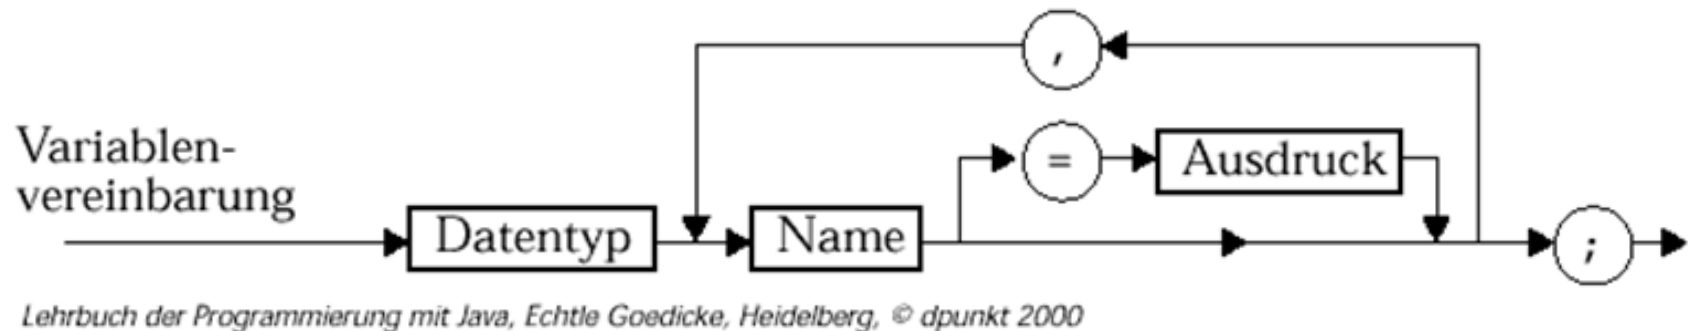 ,
Variablen-
vereinbarung
= Ausdruck
Datentyp Name ;
Lehrbuch der Programmierung mit Java, Echtle Goedicke, Heidelberg, © dpunkt 2000